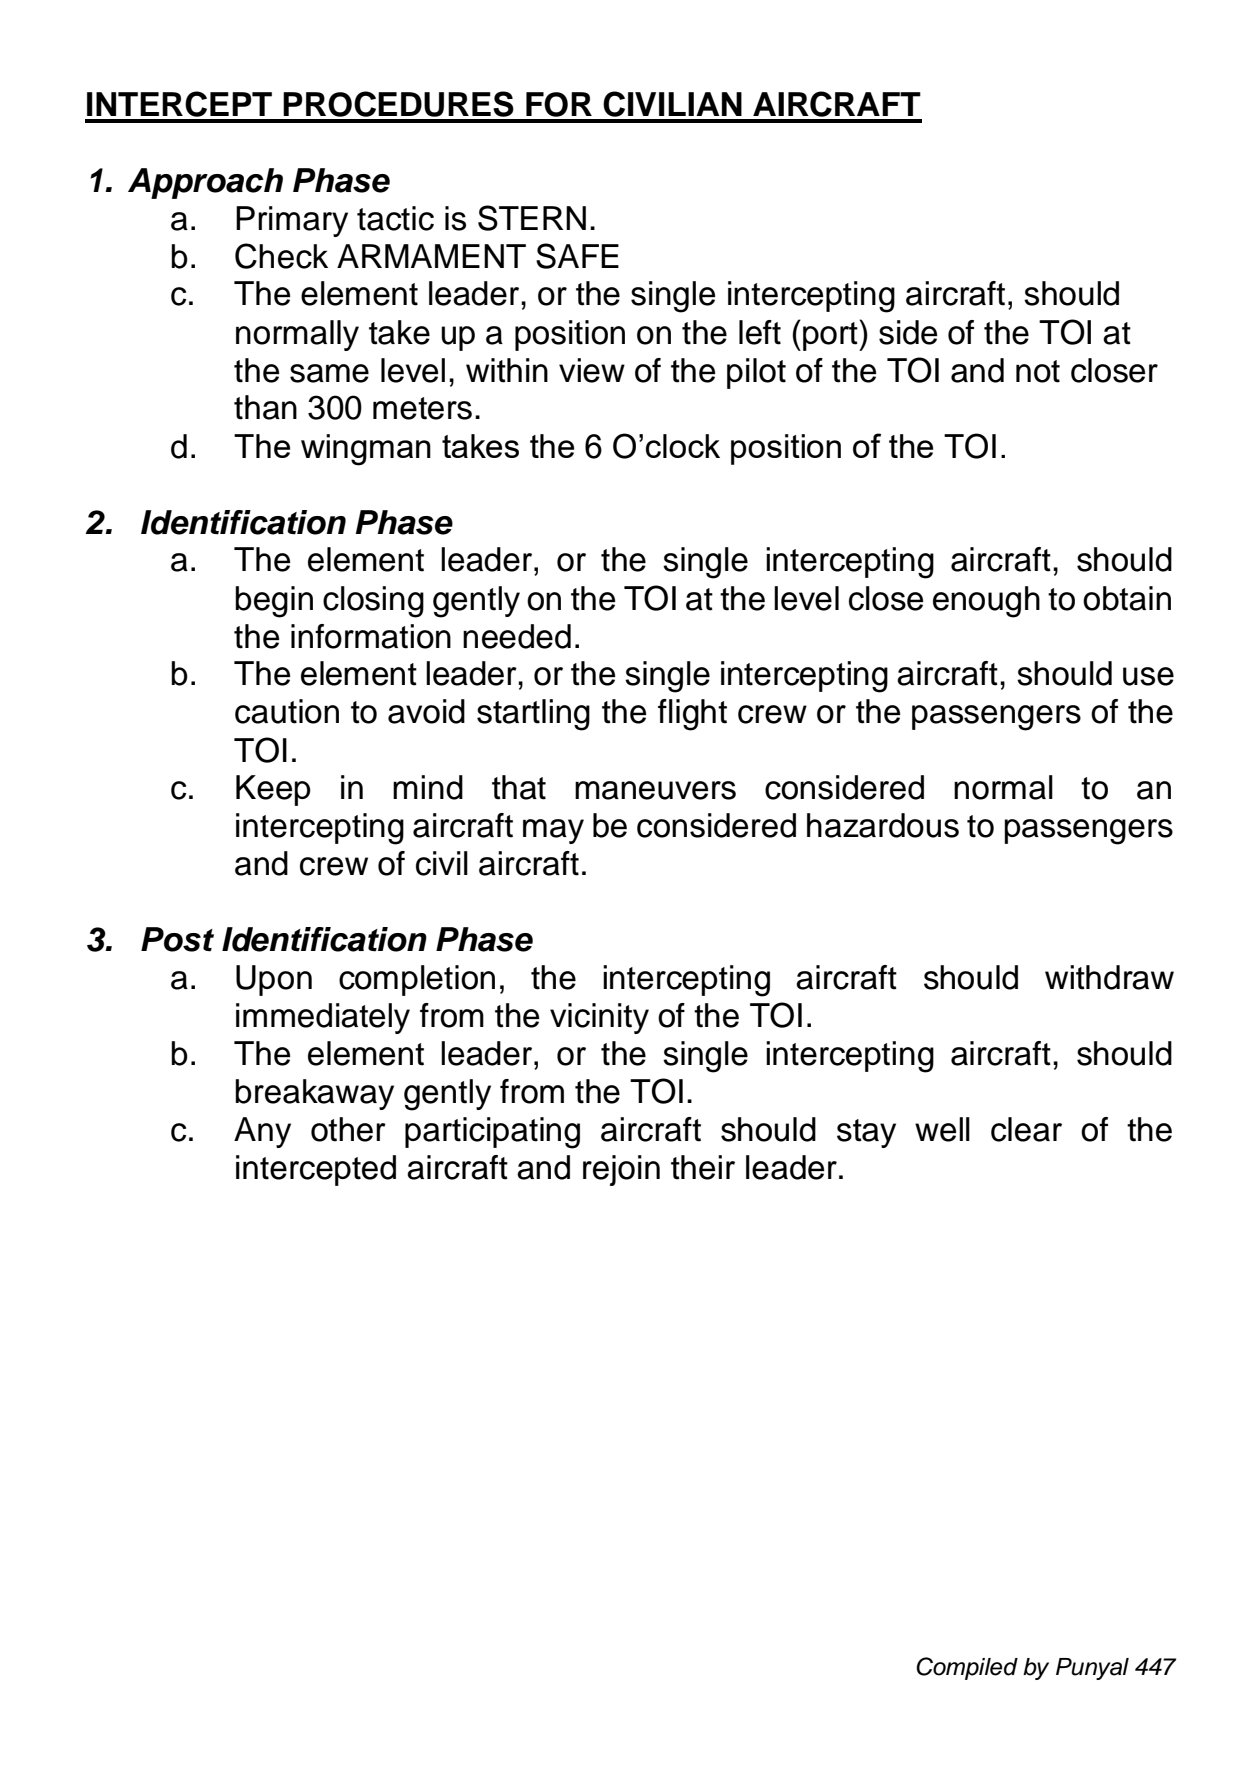 INTERCEPT PROCEDURES FOR CIVILIAN AIRCRAFT
1. Approach Phase
a. Primary tactic is STERN.
b. Check ARMAMENT SAFE
c. The element leader, or the single intercepting aircraft, should
normally take up a position on the left (port) side of the TOI at
the same level, within view of the pilot of the TOI and not closer
than 300 meters.
d. The wingman takes the 6 O’clock position of the TOI.
2. Identification Phase
a. The element leader, or the single intercepting aircraft, should
begin closing gently on the TOI at the level close enough to obtain
the information needed.
b. The element leader, or the single intercepting aircraft, should use
caution to avoid startling the flight crew or the passengers of the
TOI.
c. Keep in mind that maneuvers considered normal to an
intercepting aircraft may be considered hazardous to passengers
and crew of civil aircraft.
3. Post Identification Phase
a. Upon completion, the intercepting aircraft should withdraw
immediately from the vicinity of the TOI.
b. The element leader, or the single intercepting aircraft, should
breakaway gently from the TOI.
c. Any other participating aircraft should stay well clear of the
intercepted aircraft and rejoin their leader.
Compiled by Punyal 447